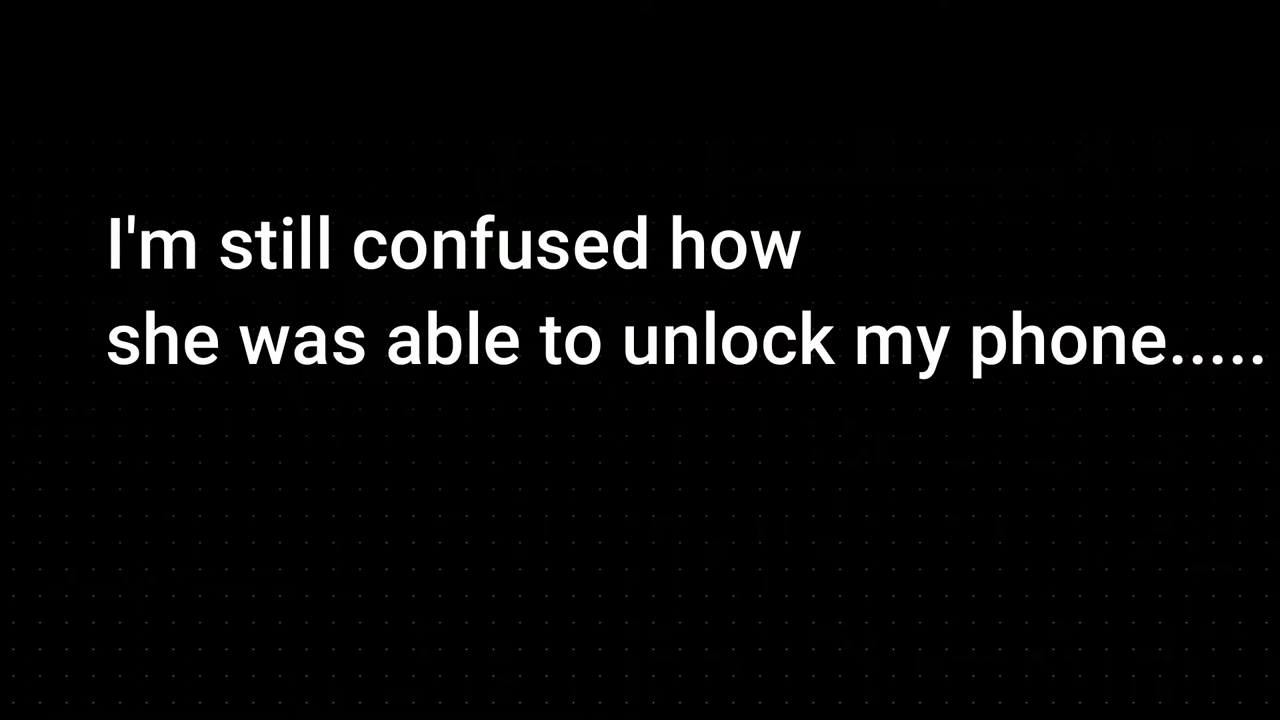 I'm still confused how
she was able to unlock my phone.....